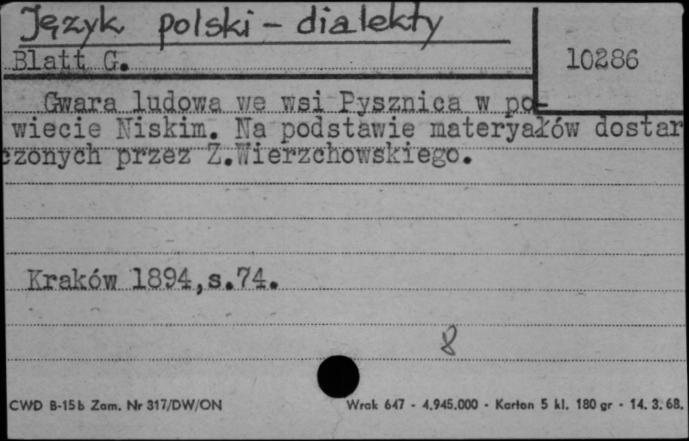 Język polski - dialekty
Blatt G.
10286
Gwara ludowa we wsi Pysznica w po-
wiecie Niskim. Na podstawie materyałów dostar
czonych przez Z.Wierzchowskiego.
Kraków 1894,s.74.
8
CWD B-15b Zam. Nr 317/DW/ON
Wrak 647 - 4.945.000 - Karton 5 kl. 180 gr - 14. 3. 68.